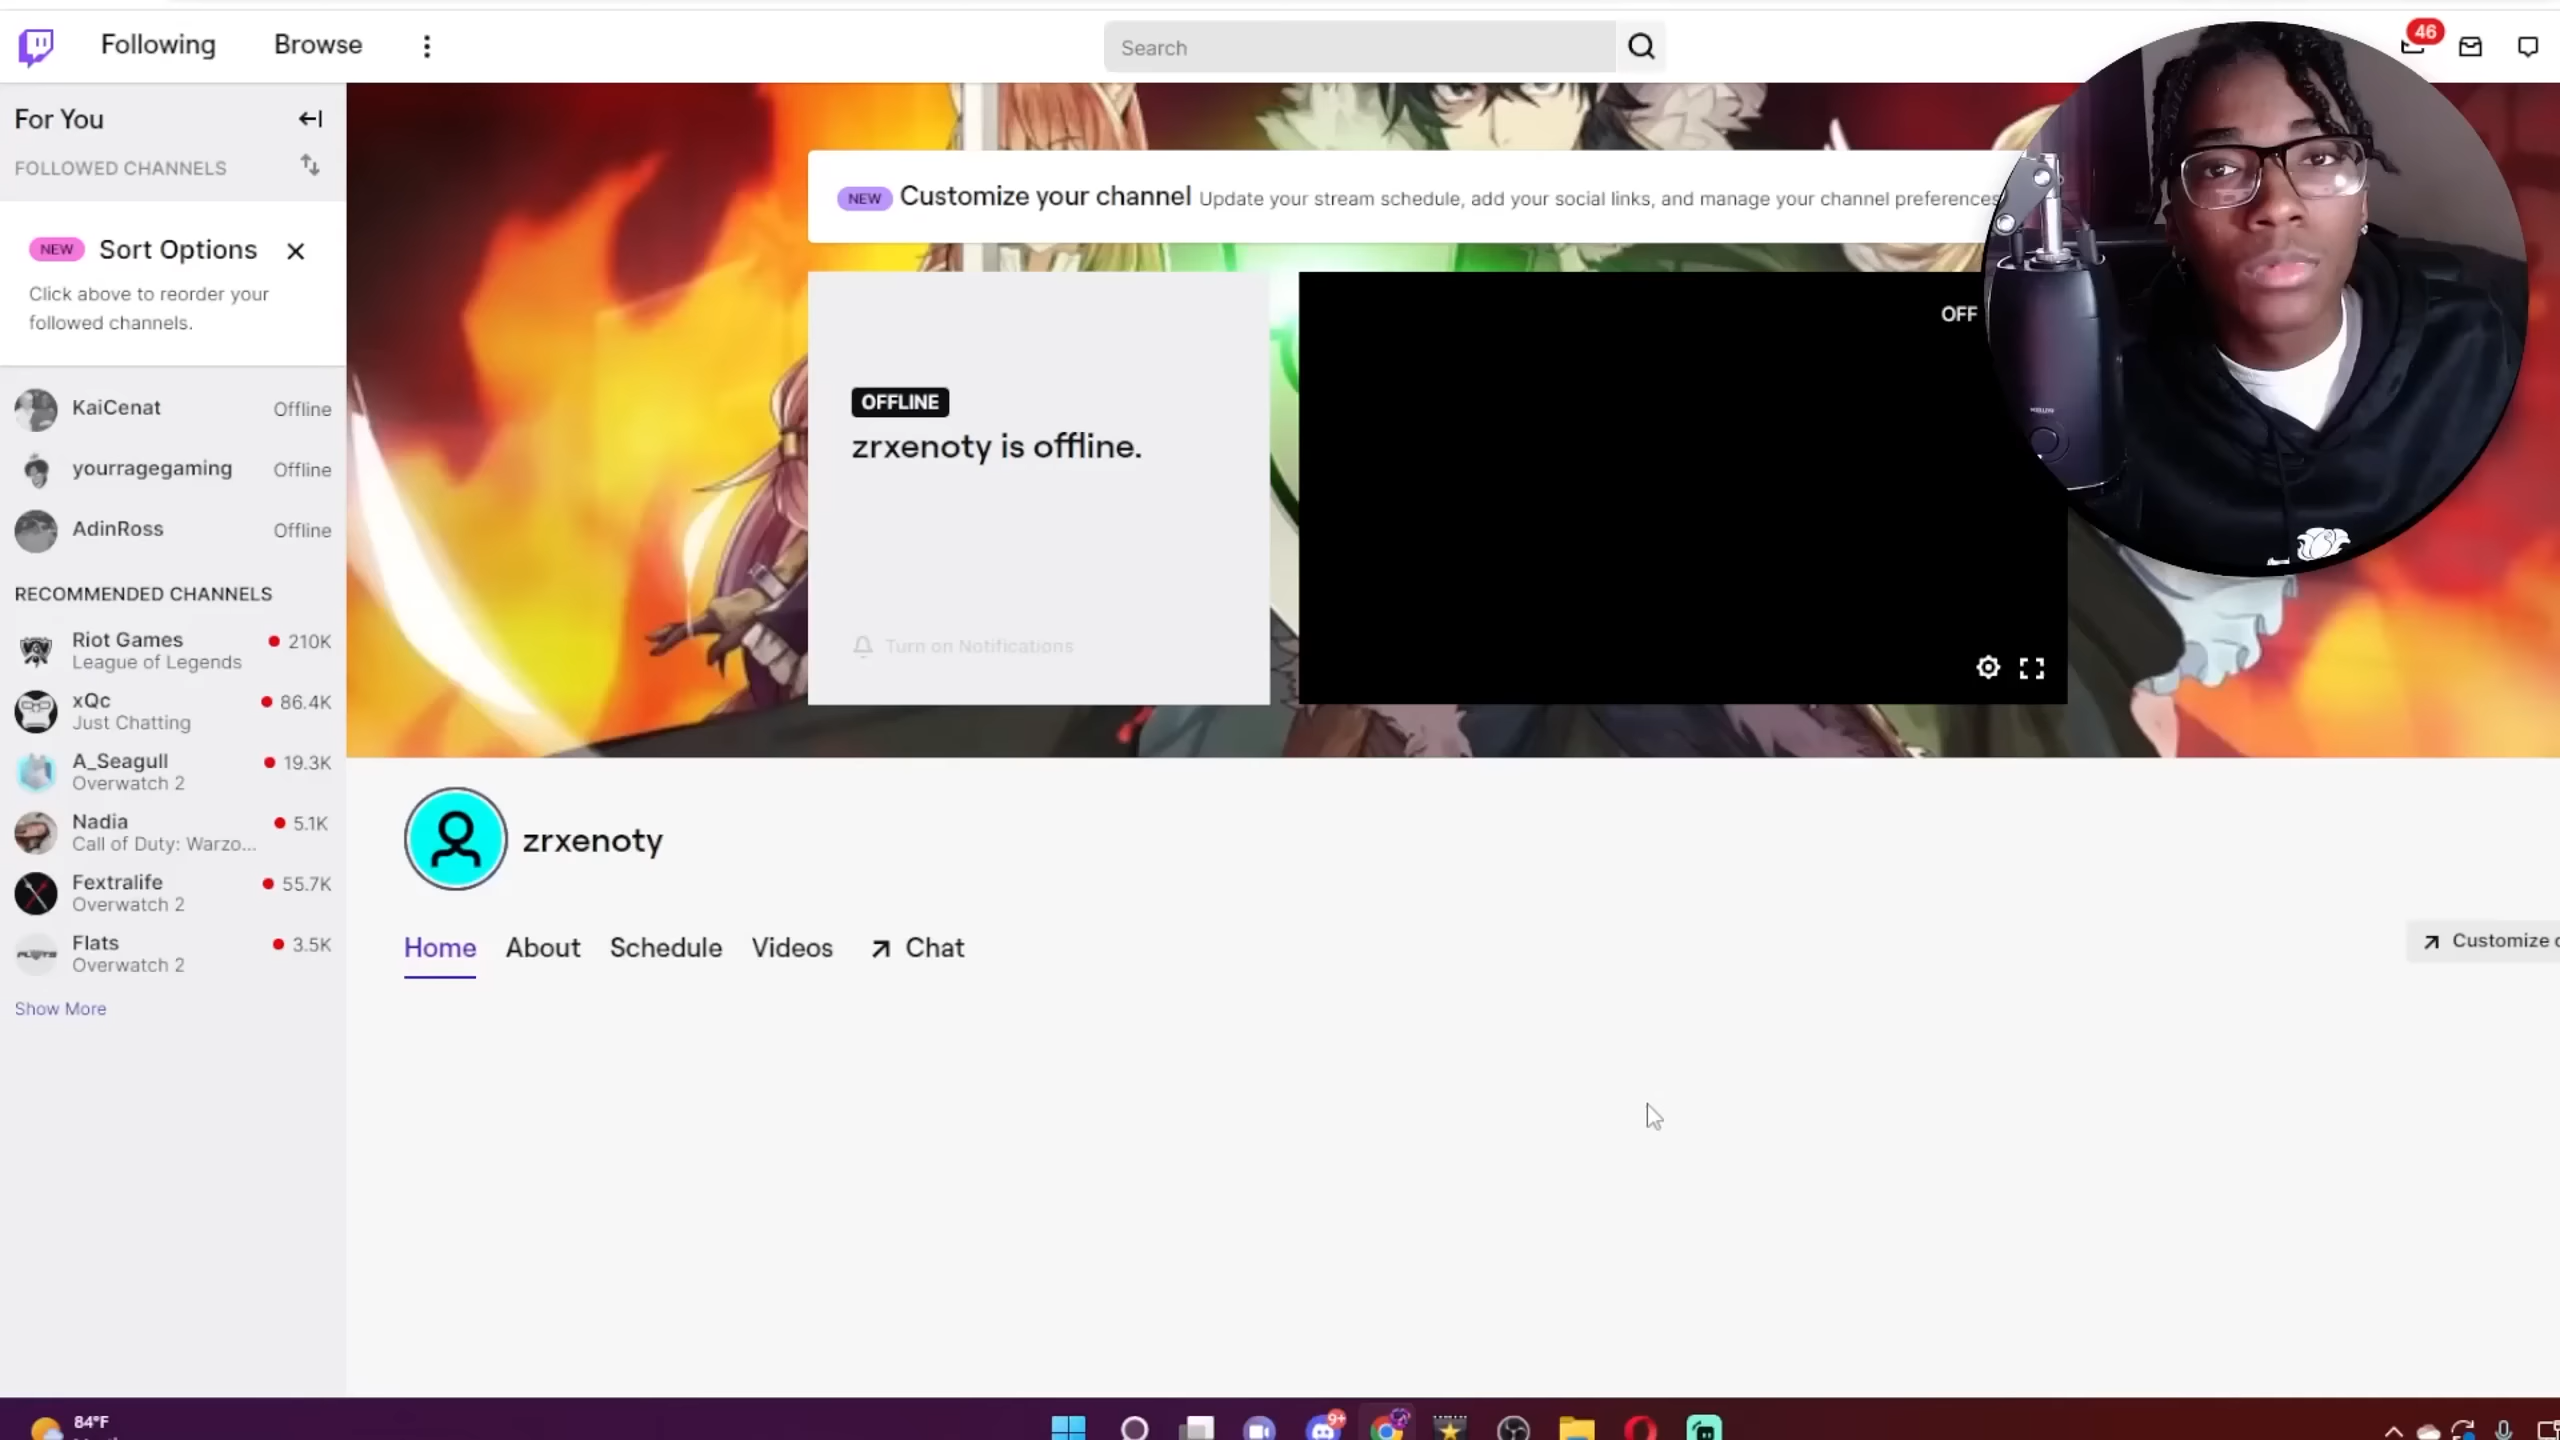 Following
Browse
Search
46
For You
FOLLOWED CHANNELS
NEW Sort Options
Click above to reorder your
followed channels.
KaiCenat Offline
yourragegaming Offline
AdinRoss Offline
RECOMMENDED CHANNELS
Riot Games 210K
League of Legends
xQc 86.4K
Just Chatting
A_Seagull 19.3K
Overwatch 2
Nadia 5.1K
Call of Duty: Warzo...
Fextralife 55.7K
Overwatch 2
Flats 3.5K
Overwatch 2
Show More
NEW Customize your channel Update your stream schedule, add your social links, and manage your channel preferences
OFFLINE
zrxenoty is offline.
Turn on Notifications
OFF
zrxenoty
Home About Schedule Videos Chat
Customize
84°F
9+